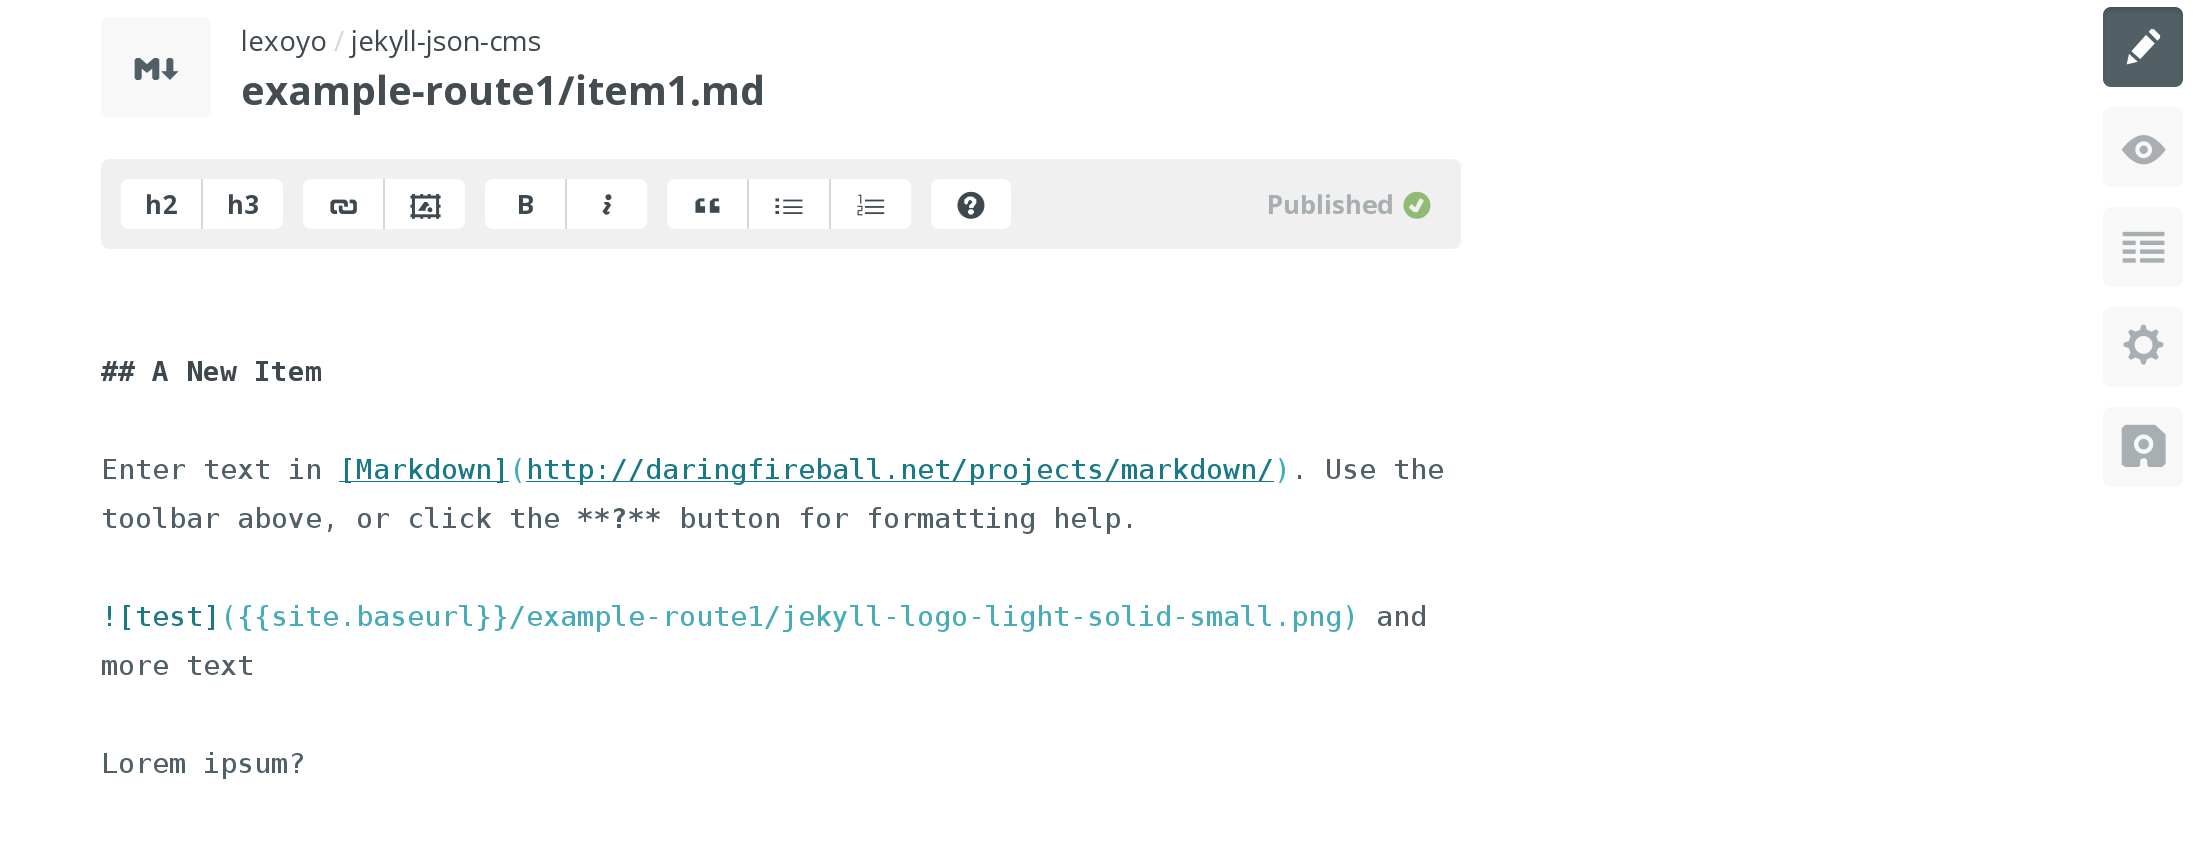 M↓
lexoyo / jekyll-json-cms
example-route1/item1.md
h2 h3 B i “ ? Published
## A New Item
Enter text in [Markdown](http://daringfireball.net/projects/markdown/). Use the
toolbar above, or click the **?** button for formatting help.
![test]({{site.baseurl}}/example-route1/jekyll-logo-light-solid-small.png) and
more text
Lorem ipsum?